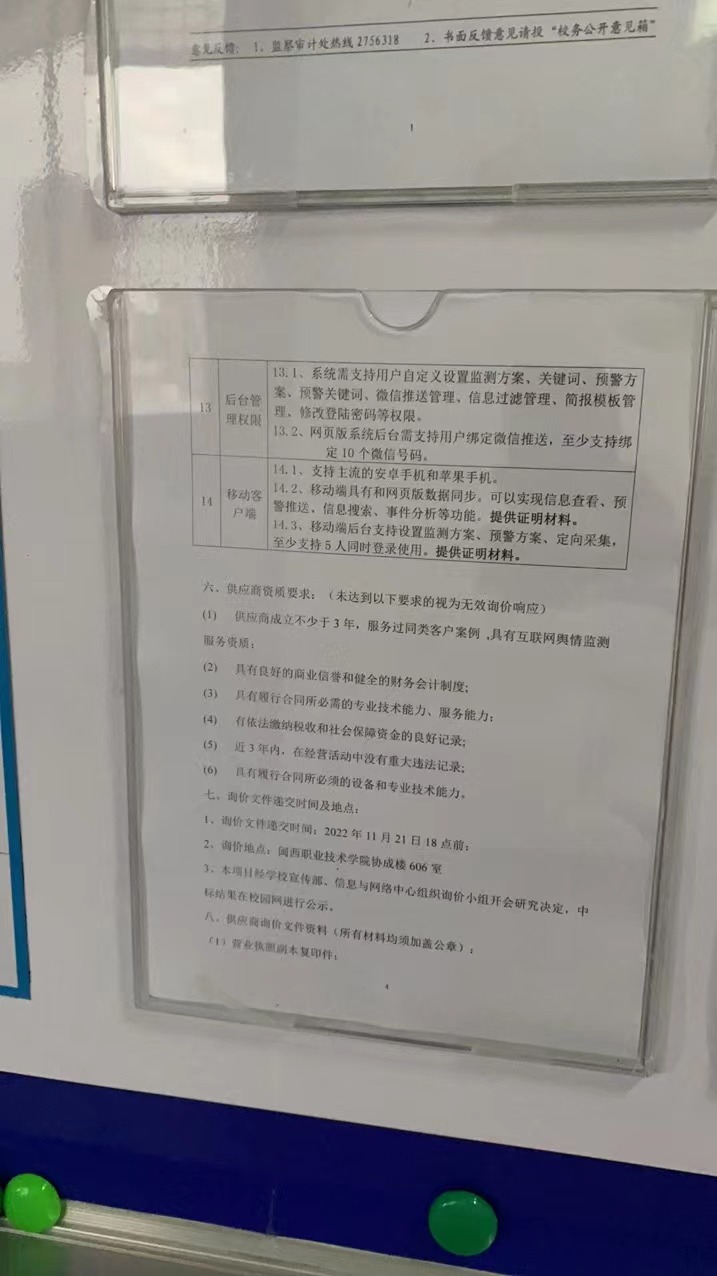 意见反馈： 1、监察审计处热线 2756318 2、书面反馈意见请投“校务公开意见箱”
1
13
后台管
理权限
13.1、系统需支持用户自定义设置监测方案、关键词、预警方
案、预警关键词、微信推送管理、信息过滤管理、简报模板管
理、修改登陆密码等权限。
13.2、网页版系统后台需支持用户绑定微信推送，至少支持绑
定 10 个微信号码。
14
移动客
户端
14.1、支持主流的安卓手机和苹果手机。
14.2、移动端具有和网页版数据同步。可以实现信息查看、预
警推送、信息搜索、事件分析等功能。提供证明材料。
14.3、移动端后台支持设置监测方案、预警方案、定向采集，
至少支持 5 人同时登录使用。提供证明材料。
六、供应商资质要求：（未达到以下要求的视为无效询价响应）
(1) 供应商成立不少于 3 年，服务过同类客户案例 ,具有互联网舆情监测
服务资质；
(2) 具有良好的商业信誉和健全的财务会计制度；
(3) 具有履行合同所必需的专业技术能力、服务能力；
(4) 有依法缴纳税收和社会保障资金的良好记录；
(5) 近 3 年内，在经营活动中没有重大违法记录；
(6) 具有履行合同所必须的设备和专业技术能力。
七、询价文件递交时间及地点：
1、询价文件递交时间：2022 年 11 月 21 日 18 点前；
2、询价地点：闽西职业技术学院协成楼 606 室
3、本项目经学校宣传部、信息与网络中心组织询价小组开会研究决定，中
标结果在校园网进行公示。
八、供应商询价文件资料（所有材料均须加盖公章）：
（1）营业执照副本复印件；
4